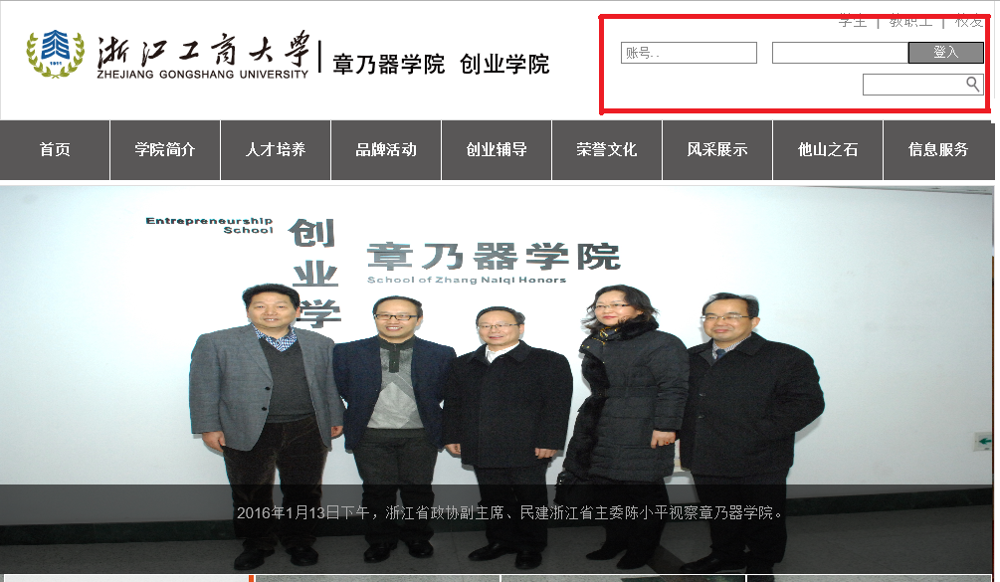 学生 | 教职工 | 校友
1911
浙江工商大学
ZHEJIANG GONGSHANG UNIVERSITY
章乃器学院 创业学院
账号..
登入
首页 学院简介 人才培养 品牌活动 创业辅导 荣誉文化 风采展示 他山之石 信息服务
Entrepreneurship
School
创
业
学
章乃器学院
School of Zhang Naiqi Honors
2016年1月13日下午，浙江省政协副主席、民建浙江省主委陈小平视察章乃器学院。